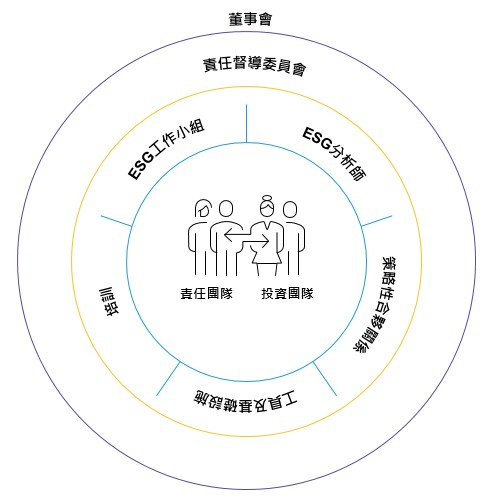 董事會
責任督導委員會
ESG工作小組
ESG分析師
策略性合夥關係
工具及基礎設施
培訓
責任團隊
投資團隊